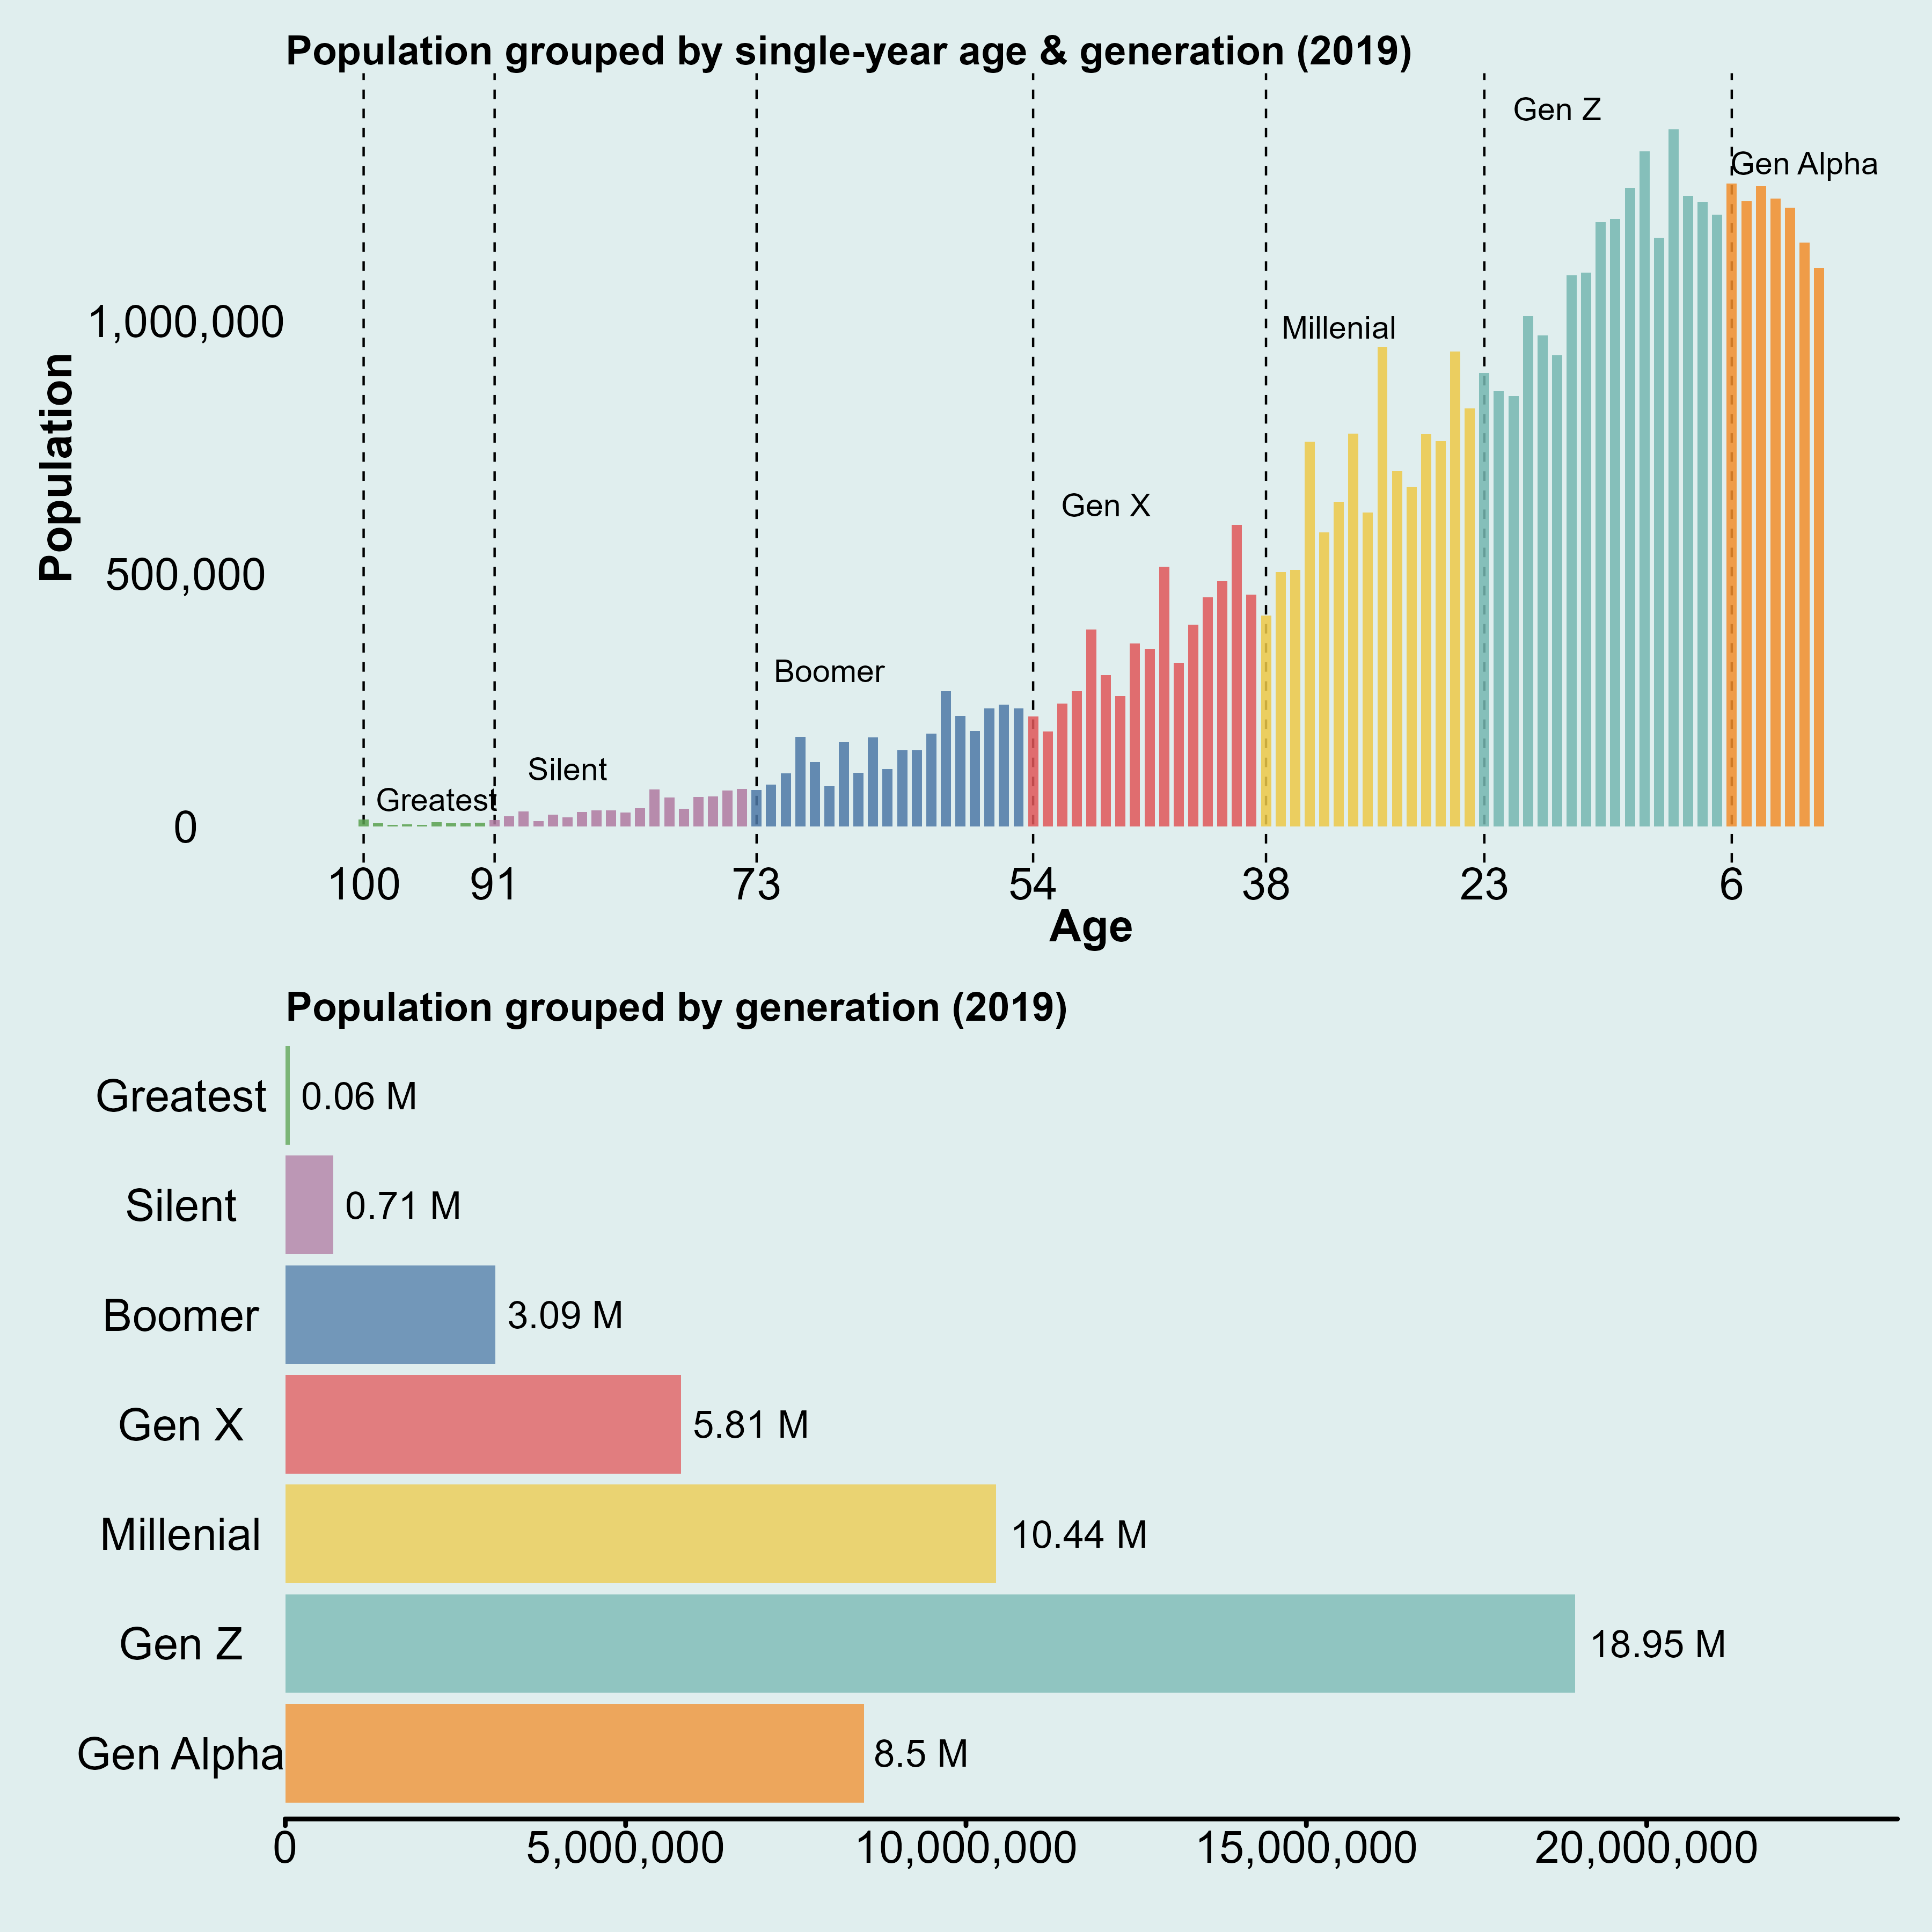 Population grouped by single-year age & generation (2019)
Gen Z
Gen Alpha
1,000,000
Millenial
Population
Gen X
500,000
Boomer
Silent
Greatest
0
100 91 73 54 38 23 6
Age
Population grouped by generation (2019)
Greatest 0.06 M
Silent 0.71 M
Boomer 3.09 M
Gen X 5.81 M
Millenial 10.44 M
Gen Z 18.95 M
Gen Alpha 8.5 M
0 5,000,000 10,000,000 15,000,000 20,000,000